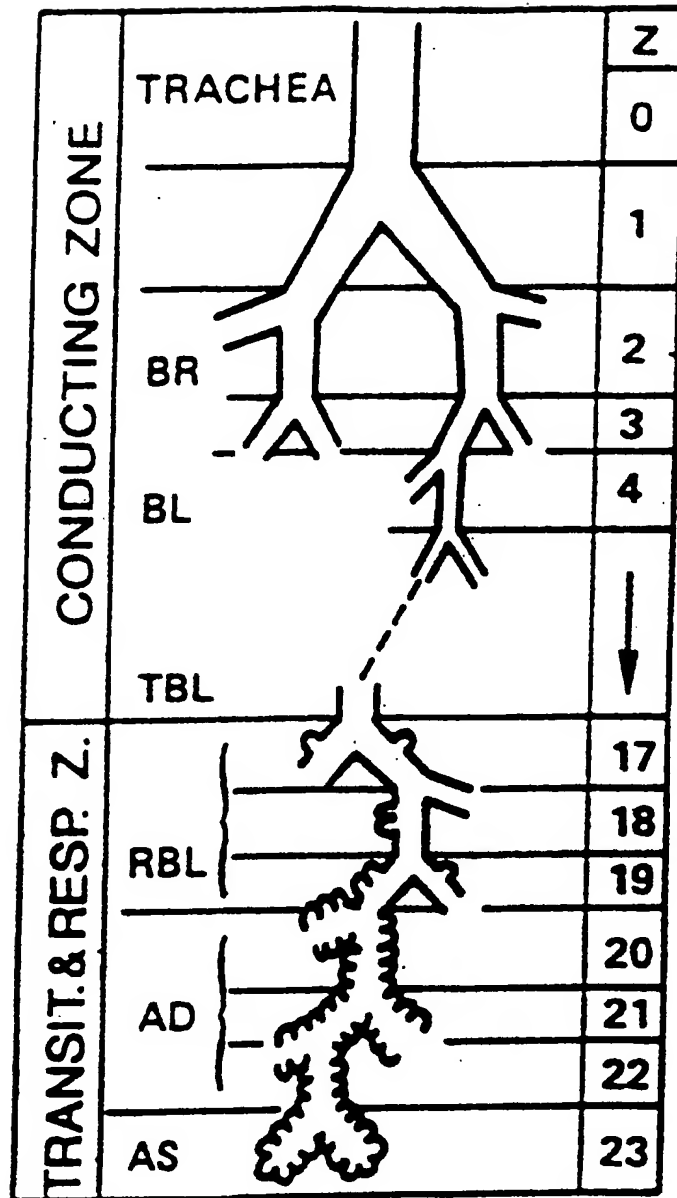 Z
TRACHEA
0
CONDUCTING ZONE
1
BR
2
3
BL
4
TBL
TRANSIT.& RESP. Z.
17
18
RBL
19
20
AD
21
22
AS
23